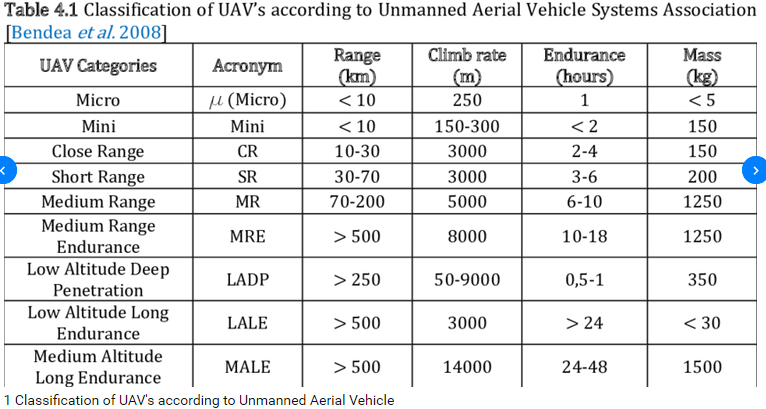 Table 4.1 Classification of UAV's according to Unmanned Aerial Vehicle Systems Association
[Bendea et al. 2008]
UAV Categories Acronym Range (km) Climb rate (m) Endurance (hours) Mass (kg)
Micro μ (Micro) < 10 250 1 < 5
Mini Mini < 10 150-300 < 2 150
Close Range CR 10-30 3000 2-4 150
Short Range SR 30-70 3000 3-6 200
Medium Range MR 70-200 5000 6-10 1250
Medium Range Endurance MRE > 500 8000 10-18 1250
Low Altitude Deep Penetration LADP > 250 50-9000 0,5-1 350
Low Altitude Long Endurance LALE > 500 3000 > 24 < 30
Medium Altitude Long Endurance MALE > 500 14000 24-48 1500
1 Classification of UAV's according to Unmanned Aerial Vehicle